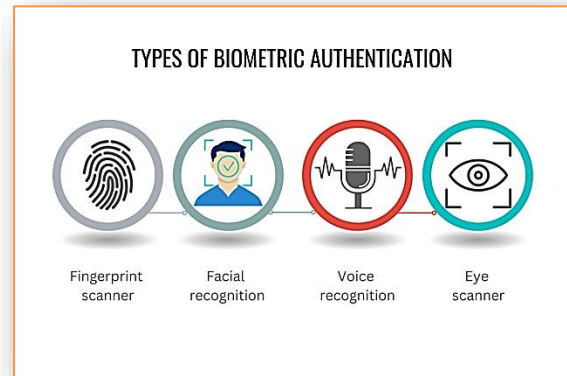 TYPES OF BIOMETRIC AUTHENTICATION
Fingerprint
scanner
Facial
recognition
Voice
recognition
Eye
scanner